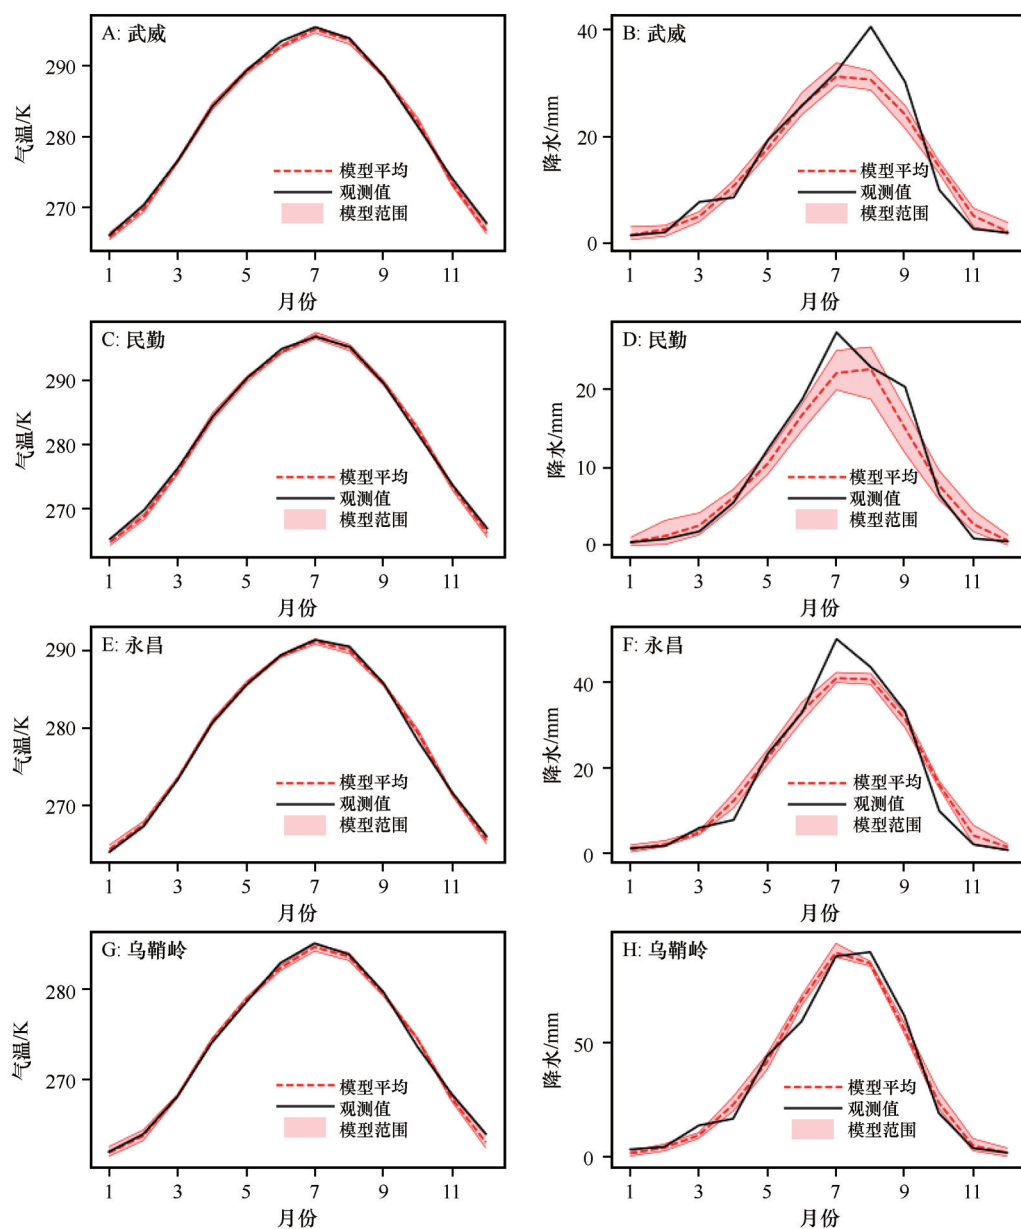 A: 武威
290
280
270
气温/K
模型平均
观测值
模型范围
1 3 5 7 9 11
月份
B: 武威
40
20
0
降水/mm
模型平均
观测值
模型范围
1 3 5 7 9 11
月份
C: 民勤
290
280
270
气温/K
模型平均
观测值
模型范围
1 3 5 7 9 11
月份
D: 民勤
20
10
0
降水/mm
模型平均
观测值
模型范围
1 3 5 7 9 11
月份
E: 永昌
290
280
270
气温/K
模型平均
观测值
模型范围
1 3 5 7 9 11
月份
F: 永昌
40
20
0
降水/mm
模型平均
观测值
模型范围
1 3 5 7 9 11
月份
G: 乌鞘岭
280
270
气温/K
模型平均
观测值
模型范围
1 3 5 7 9 11
月份
H: 乌鞘岭
50
0
降水/mm
模型平均
观测值
模型范围
1 3 5 7 9 11
月份